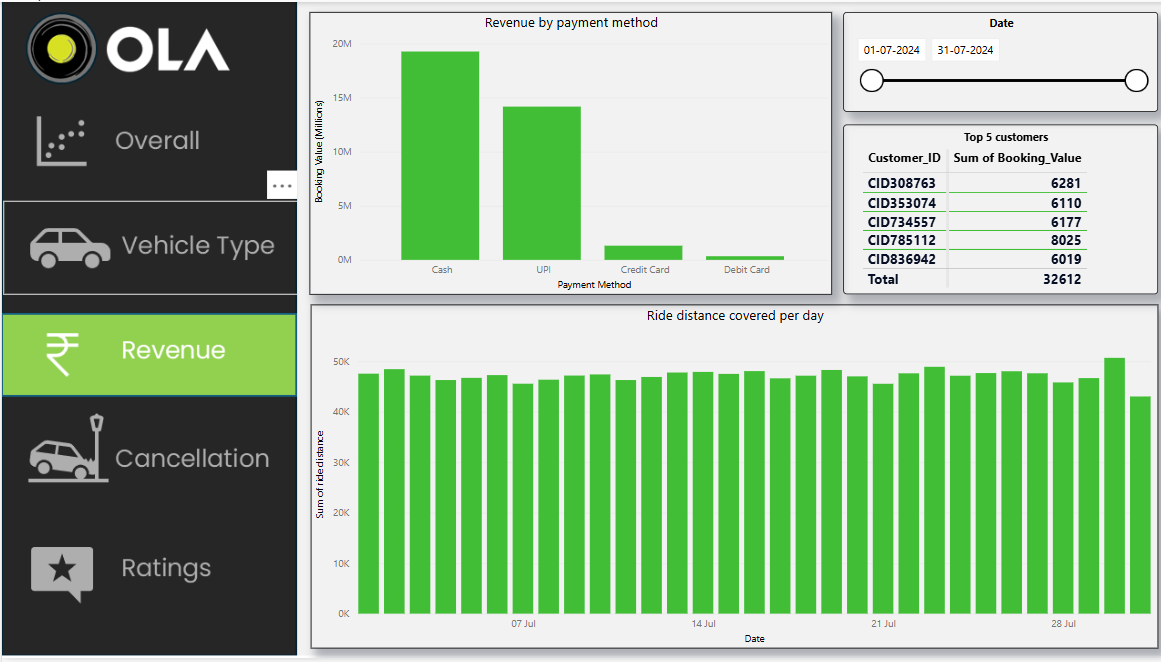 OLA
Overall
...
Vehicle Type
Revenue
Cancellation
Ratings
Revenue by payment method
Booking Value (Millions)
20M
15M
10M
5M
0M
Cash UPI Credit Card Debit Card
Payment Method
Date
01-07-2024 31-07-2024
Top 5 customers
Customer_ID Sum of Booking_Value
CID308763 6281
CID353074 6110
CID734557 6177
CID785112 8025
CID836942 6019
Total 32612
Ride distance covered per day
Sum of ride distance
50K
40K
30K
20K
10K
0K
07 Jul 14 Jul 21 Jul 28 Jul
Date